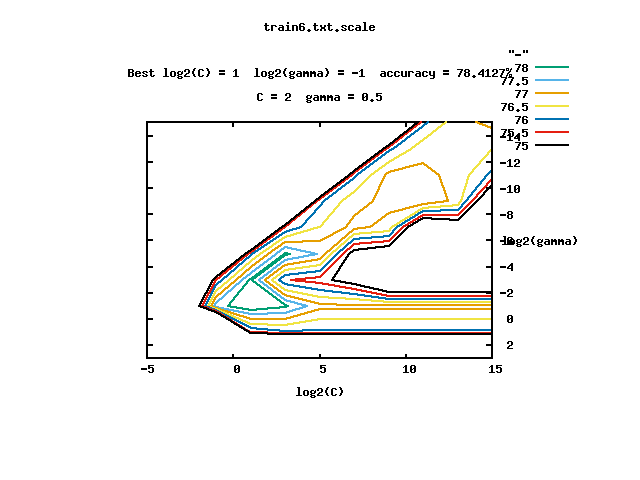 train6.txt.scale
"-"
Best log2(C) = 1 log2(gamma) = -1 accuracy = 78.4127%
C = 2 gamma = 0.5
78
77.5
77
76.5
76
75.5
75
-14
-12
-10
-8
-6
log2(gamma)
-4
-2
0
2
-5 0 5 10 15
log2(C)